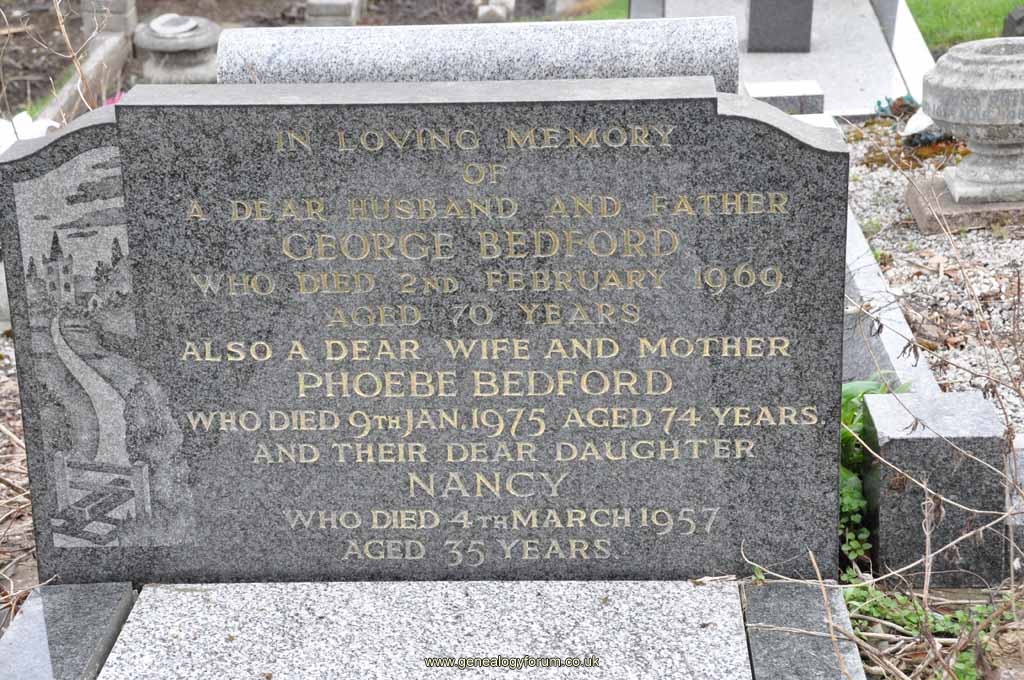 IN LOVING MEMORY
OF
A DEAR HUSBAND AND FATHER
GEORGE BEDFORD
WHO DIED 2ND FEBRUARY 1969.
AGED 70 YEARS
ALSO A DEAR WIFE AND MOTHER
PHOEBE BEDFORD
WHO DIED 9TH JAN. 1975 AGED 74 YEARS.
AND THEIR DEAR DAUGHTER
NANCY
WHO DIED 4TH MARCH 1957
AGED 35 YEARS.
www.genealogyforum.co.uk